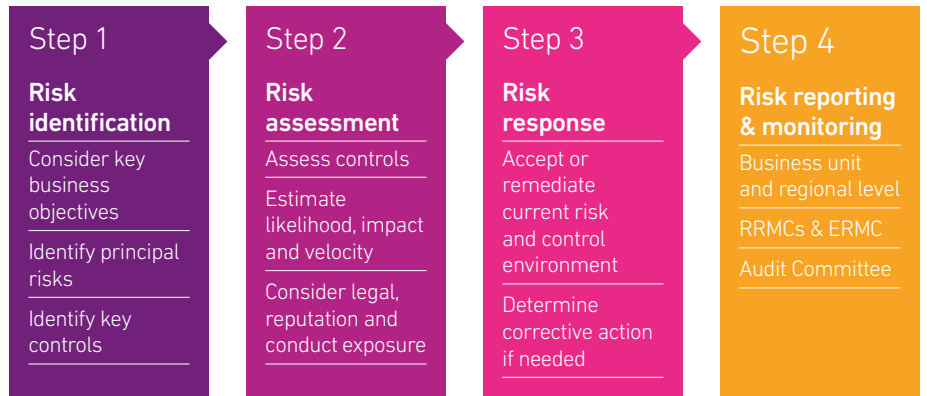 Step 1
Risk
identification
Consider key
business
objectives
Identify principal
risks
Identify key
controls
Step 2
Risk
assessment
Assess controls
Estimate
likelihood, impact
and velocity
Consider legal,
reputation and
conduct exposure
Step 3
Risk
response
Accept or
remediate
current risk
and control
environment
Determine
corrective action
if needed
Step 4
Risk reporting
& monitoring
Business unit
and regional level
RRMCs & ERMC
Audit Committee